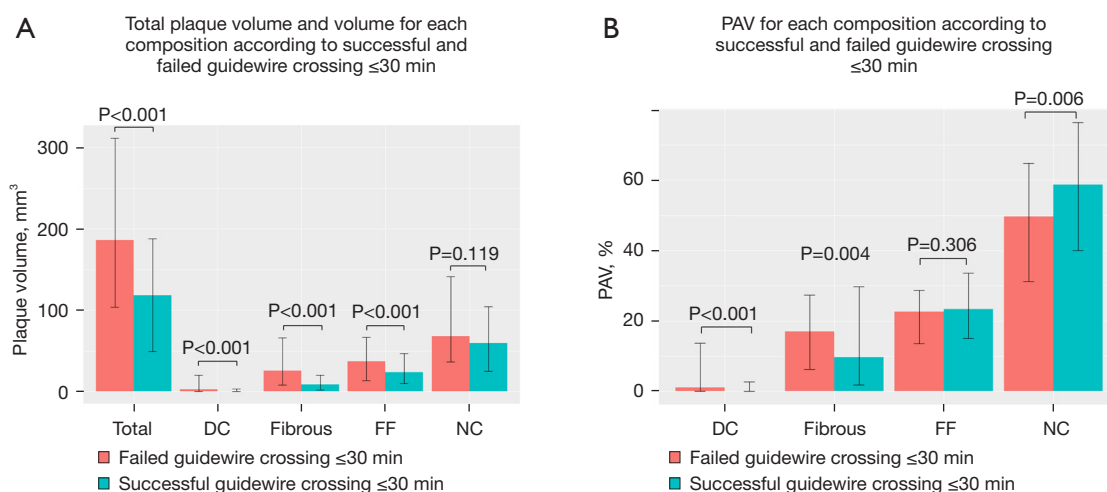 A
Total plaque volume and volume for each
composition according to successful and
failed guidewire crossing ≤30 min
P<0.001
300
200
100
0
Plaque volume, mm³
P<0.001
P<0.001
P<0.001
P=0.119
Total DC Fibrous FF NC
Failed guidewire crossing ≤30 min
Successful guidewire crossing ≤30 min
B
PAV for each composition according to
successful and failed guidewire crossing
≤30 min
P=0.006
60
40
20
0
PAV, %
P<0.001
P=0.004
P=0.306
DC Fibrous FF NC
Failed guidewire crossing ≤30 min
Successful guidewire crossing ≤30 min